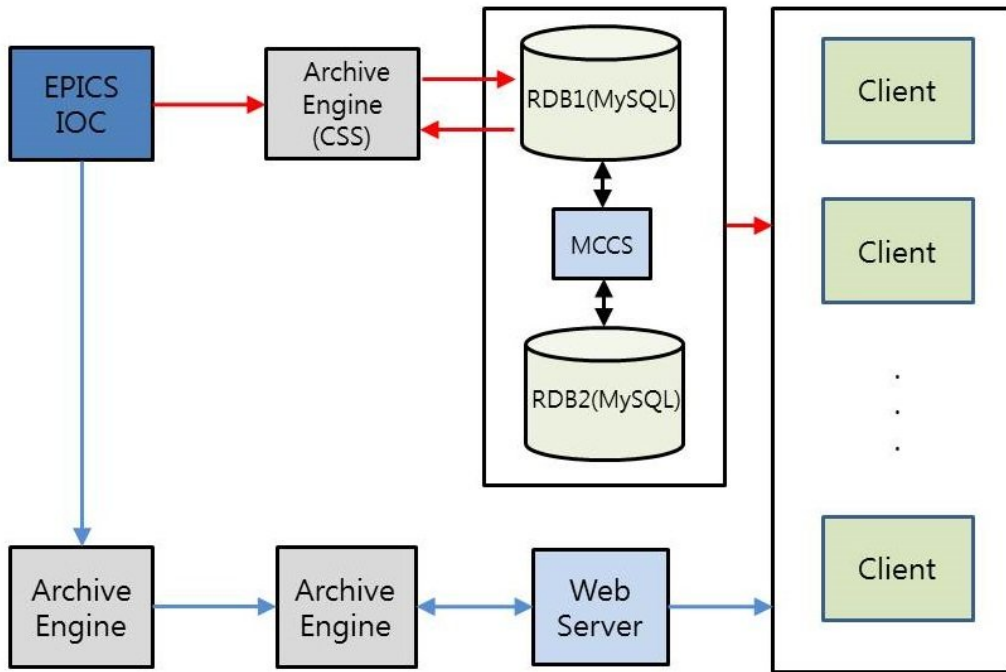 EPICS
IOC
Archive
Engine
(CSS)
RDB1(MySQL)
MCCS
RDB2(MySQL)
Client
Client
.
.
.
Client
Archive
Engine
Archive
Engine
Web
Server